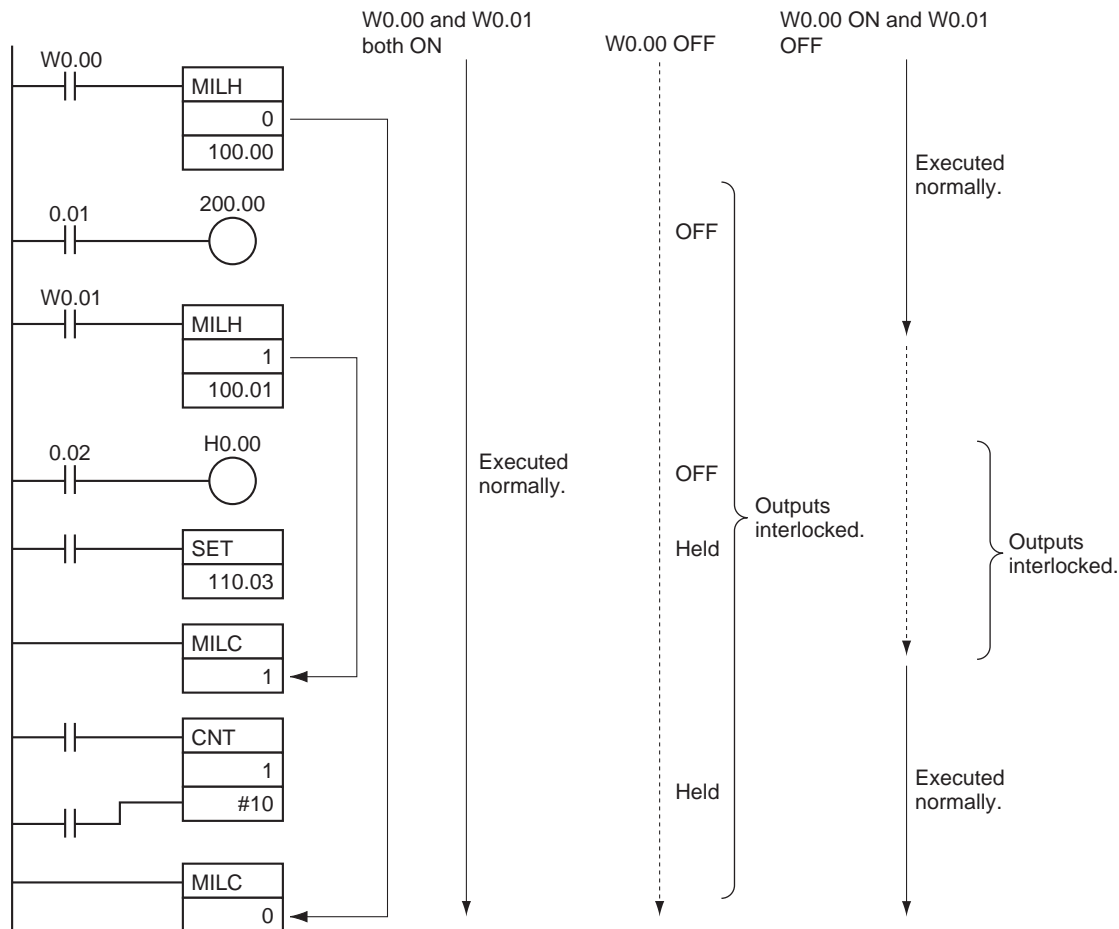 W0.00 and W0.01
both ON
W0.00 OFF
W0.00 ON and W0.01
OFF
W0.00
MILH
0
100.00
Executed
normally.
0.01
200.00
OFF
W0.01
MILH
1
100.01
0.02
H0.00
Executed
normally.
OFF
Outputs
interlocked.
SET
110.03
Held
Outputs
interlocked.
MILC
1
CNT
1
#10
Held
Executed
normally.
MILC
0